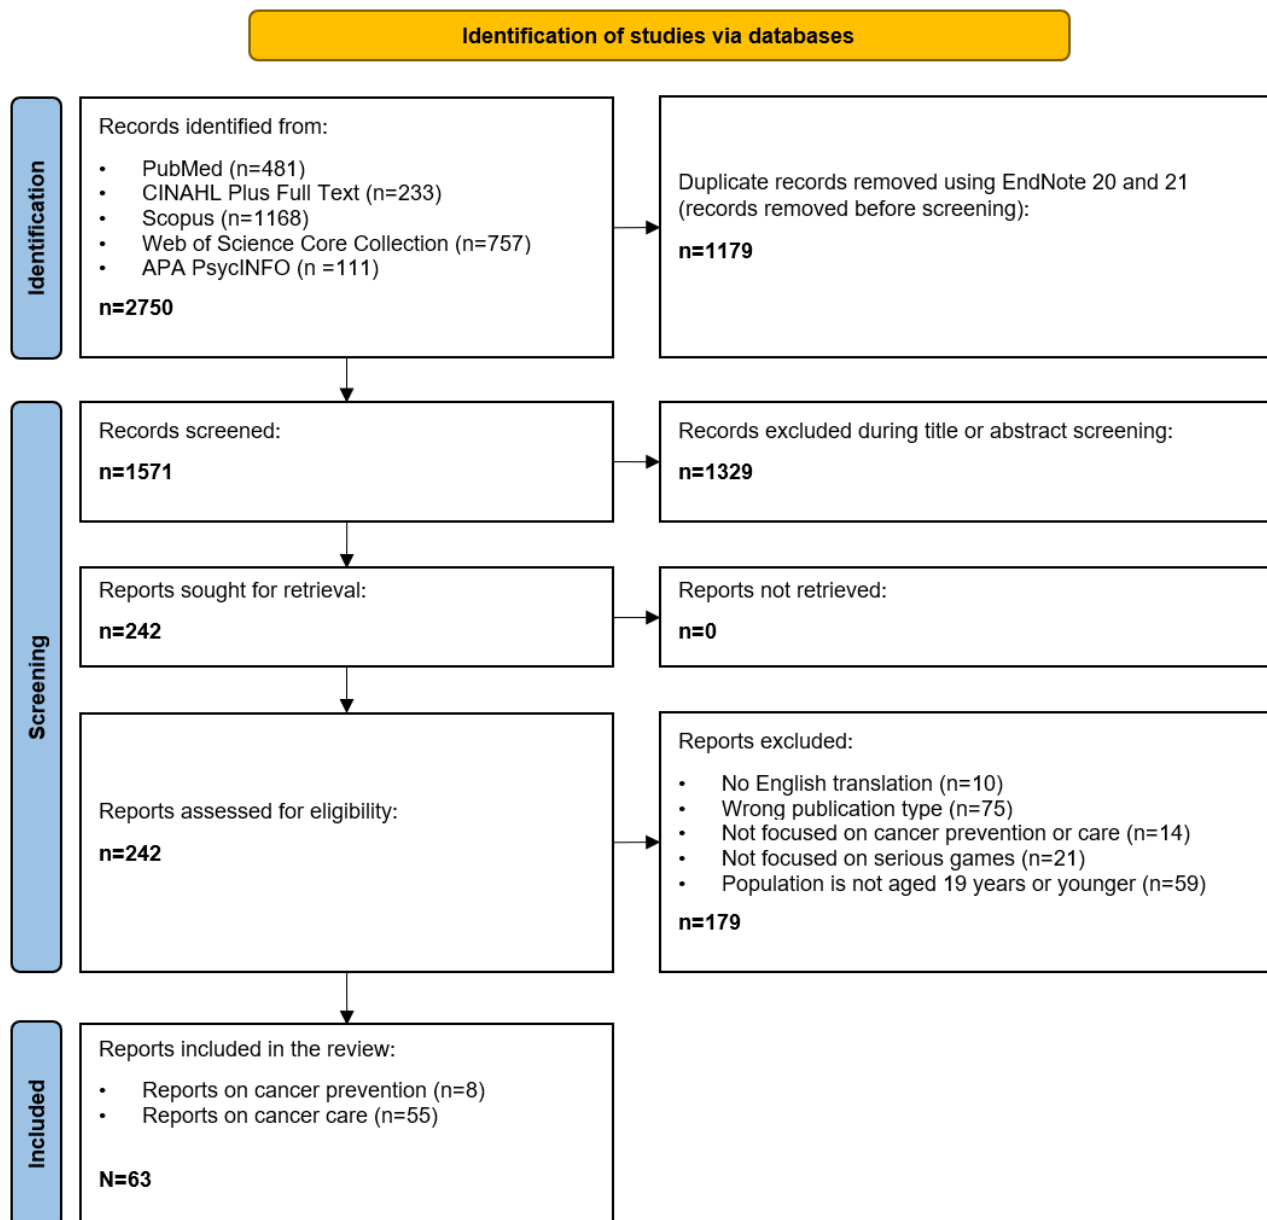 Identification of studies via databases
Identification
Records identified from:
• PubMed (n=481)
• CINAHL Plus Full Text (n=233)
• Scopus (n=1168)
• Web of Science Core Collection (n=757)
• APA PsycINFO (n =111)
n=2750
Duplicate records removed using EndNote 20 and 21
(records removed before screening):
n=1179
Screening
Records screened:
n=1571
Records excluded during title or abstract screening:
n=1329
Reports sought for retrieval:
n=242
Reports not retrieved:
n=0
Reports assessed for eligibility:
n=242
Reports excluded:
• No English translation (n=10)
• Wrong publication type (n=75)
• Not focused on cancer prevention or care (n=14)
• Not focused on serious games (n=21)
• Population is not aged 19 years or younger (n=59)
n=179
Included
Reports included in the review:
• Reports on cancer prevention (n=8)
• Reports on cancer care (n=55)
N=63